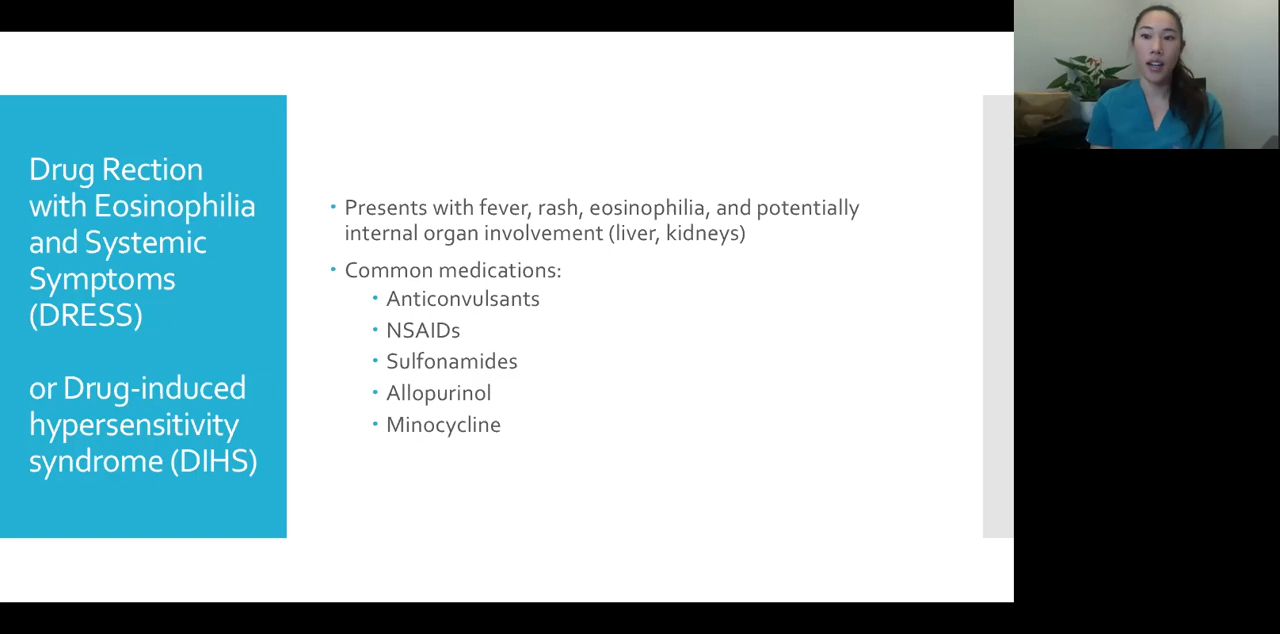 Drug Rection
with Eosinophilia
and Systemic
Symptoms
(DRESS)
or Drug-induced
hypersensitivity
syndrome (DIHS)
• Presents with fever, rash, eosinophilia, and potentially
internal organ involvement (liver, kidneys)
• Common medications:
• Anticonvulsants
• NSAIDs
• Sulfonamides
• Allopurinol
• Minocycline